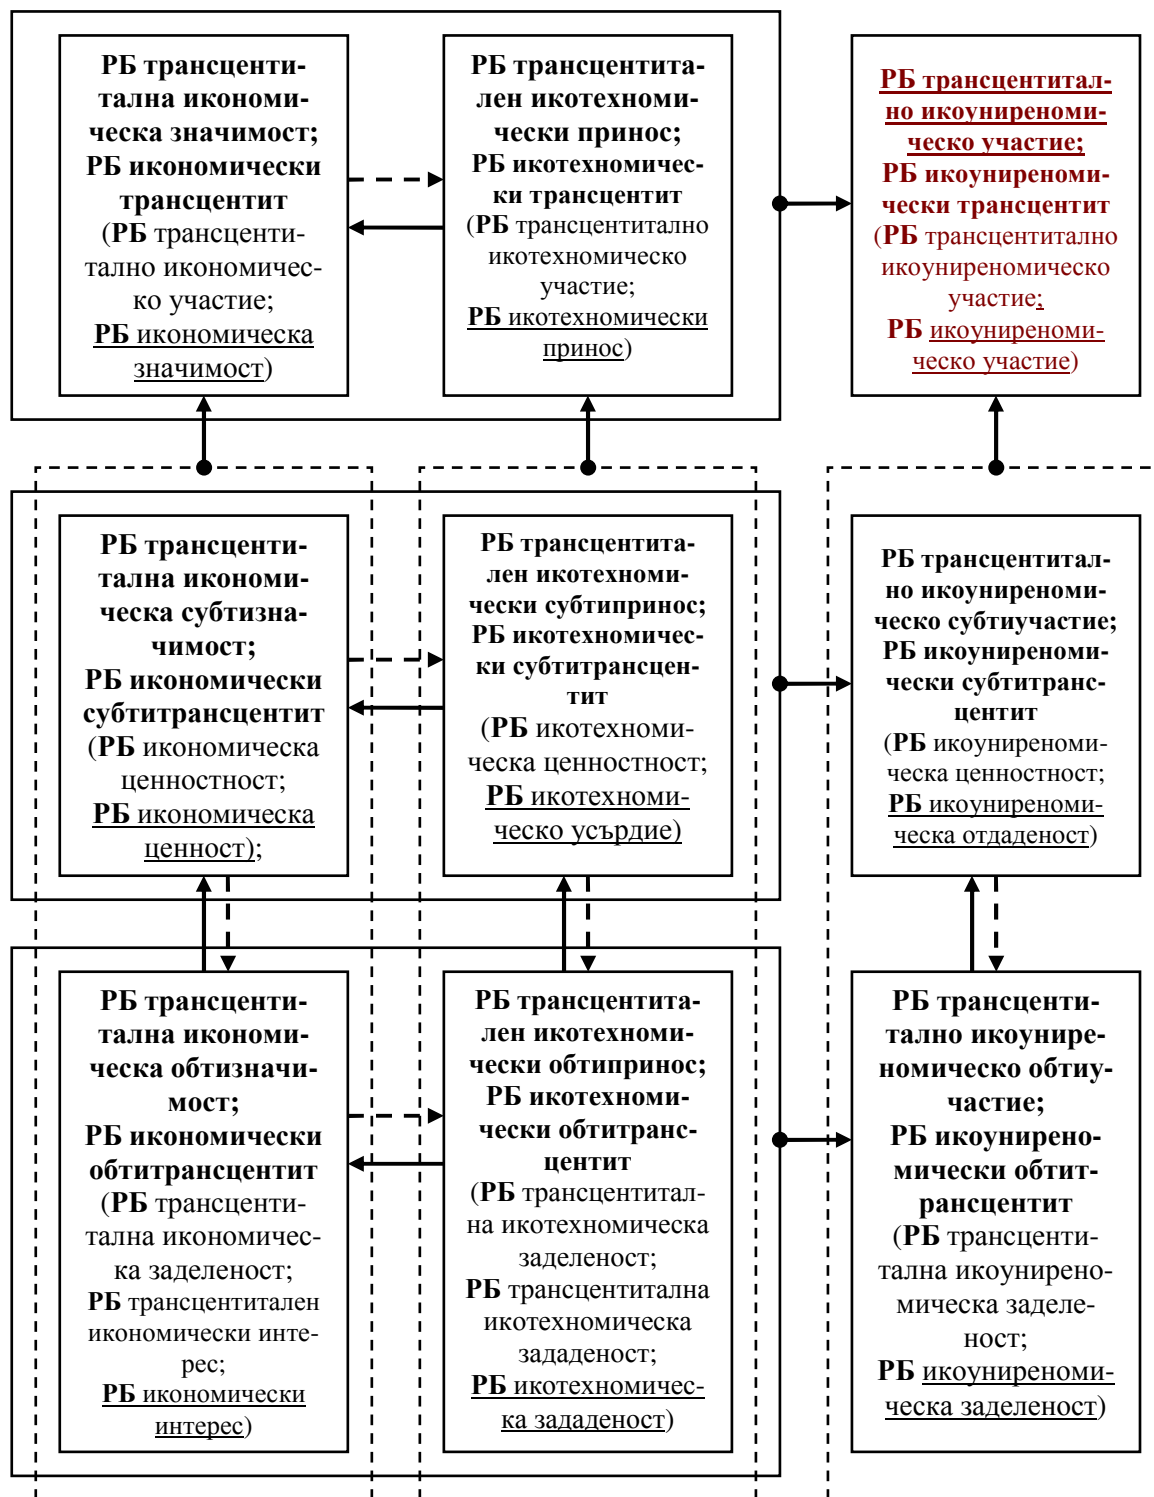 РБ трансценти-
тална икономи-
ческа значимост;
РБ икономически
трансцентит
(РБ трансценти-
тално икономичес-
ко участие;
РБ икономическа
значимост)
РБ трансцентита-
лен икотехноми-
чески принос;
РБ икотехномичес-
ки трансцентит
(РБ трансцентитално
икотехномическо
участие;
РБ икотехномически
принос)
РБ трансцентитал-
но икоуниреноми-
ческо участие;
РБ икоуниреноми-
чески трансцентит
(РБ трансцентитално
икоуниреномическо
участие;
РБ икоуниреноми-
ческо участие)
РБ трансценти-
тална икономи-
ческа субтизна-
чимост;
РБ икономически
субтитрансцентит
(РБ икономическа
ценностност;
РБ икономическа
ценност);
РБ трансцентита-
лен икотехноми-
чески субтипринос;
РБ икотехномичес-
ки субтитрансцен-
тит
(РБ икотехноми-
ческа ценностност;
РБ икотехноми-
ческо усърдие)
РБ трансцентитал-
но икоуниреноми-
ческо субтиучастие;
РБ икоуниреноми-
чески субтитранс-
центит
(РБ икоуниреноми-
ческа ценностност;
РБ икоуниреноми-
ческа отдаденост)
РБ трансценти-
тална икономи-
ческа обтизначи-
мост;
РБ икономически
обтитрансцентит
(РБ трансценти-
тална икономичес-
ка заделеност;
РБ трансцентитален
икономически инте-
рес;
РБ икономически
интерес)
РБ трансцентита-
лен икотехноми-
чески обтипринос;
РБ икотехноми-
чески обтитранс-
центит
(РБ трансцентитал-
на икотехномическа
заделеност;
РБ трансцентитална
икотехномическа
зададеност;
РБ икотехномичес-
ка зададеност)
РБ трансценти-
тално икоунире-
номическо обтиу-
частие;
РБ икоунирено-
мически обтит-
рансцентит
(РБ трансценти-
тална икоунирено-
мическа заделе-
ност;
РБ икоуниреноми-
ческа заделеност)